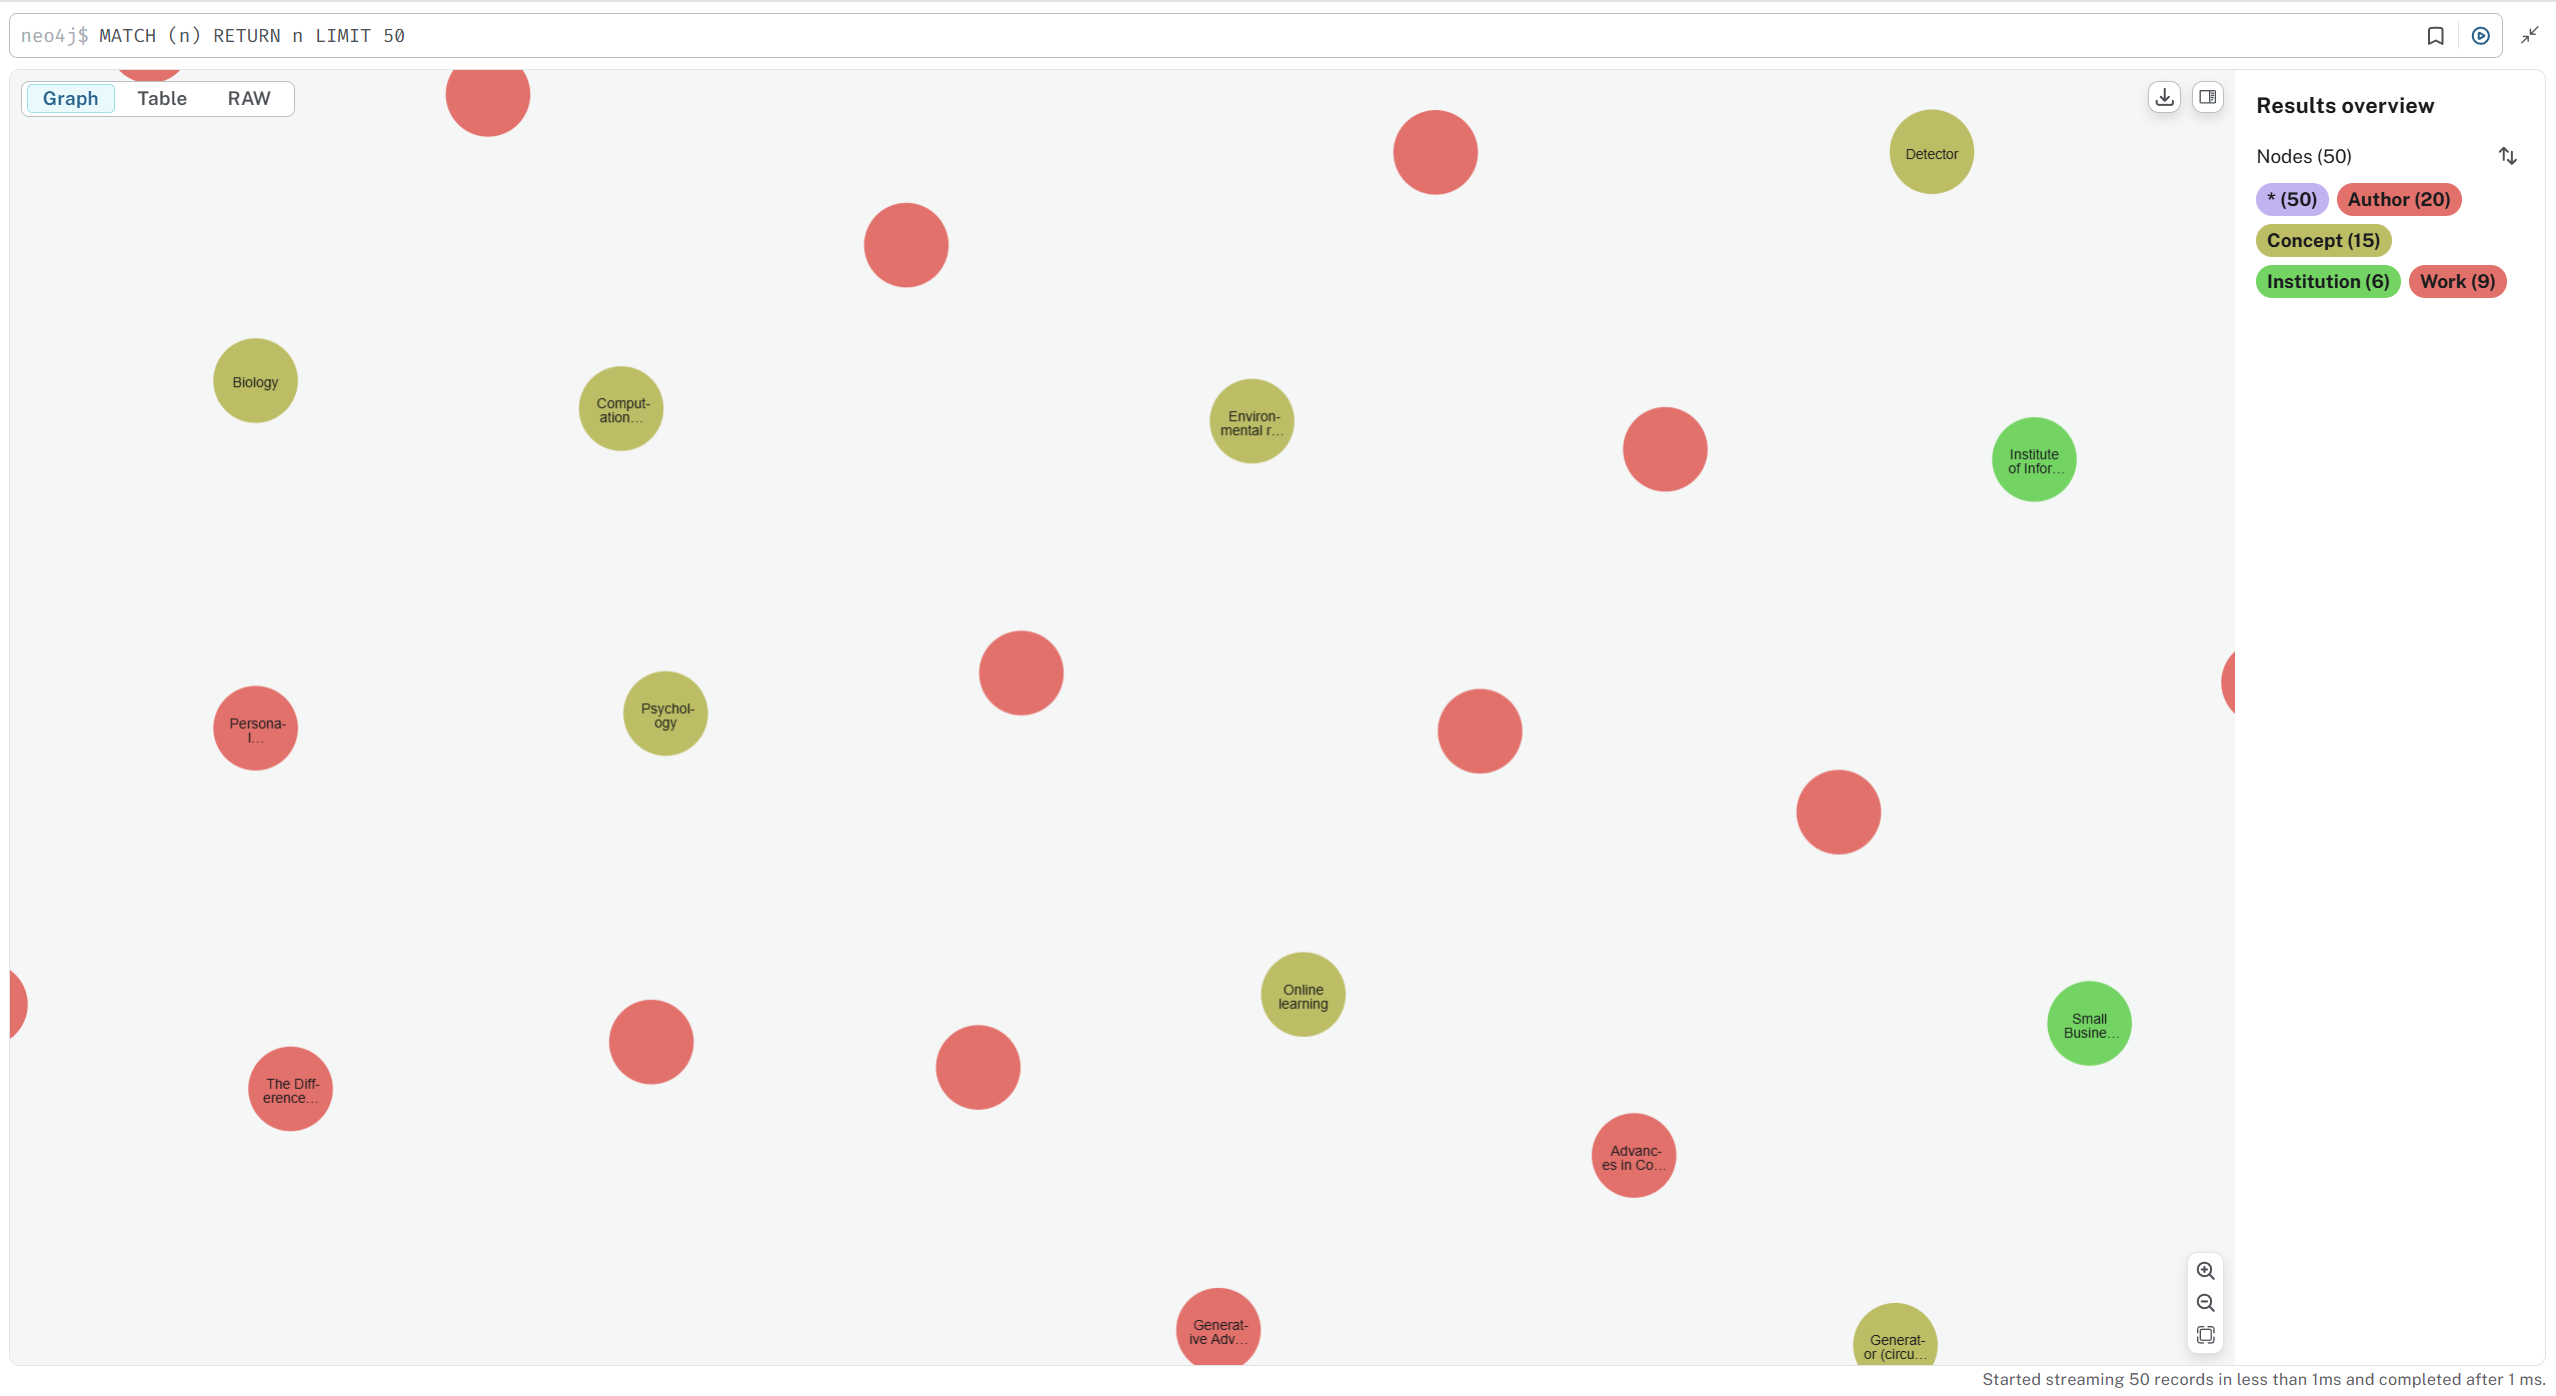 neo4j$ MATCH (n) RETURN n LIMIT 50
Graph Table RAW
Results overview
Nodes (50)
* (50) Author (20)
Concept (15)
Institution (6) Work (9)
Detector
Biology
Comput-
ation...
Environ-
mental r...
Institute
of Infor...
Persona-
l...
Psychol-
ogy
Online
learning
Small
Busine...
The Diff-
erence...
Advanc-
es in Co...
Generat-
ive Adv...
Generat-
or (circu...
Started streaming 50 records in less than 1ms and completed after 1 ms.